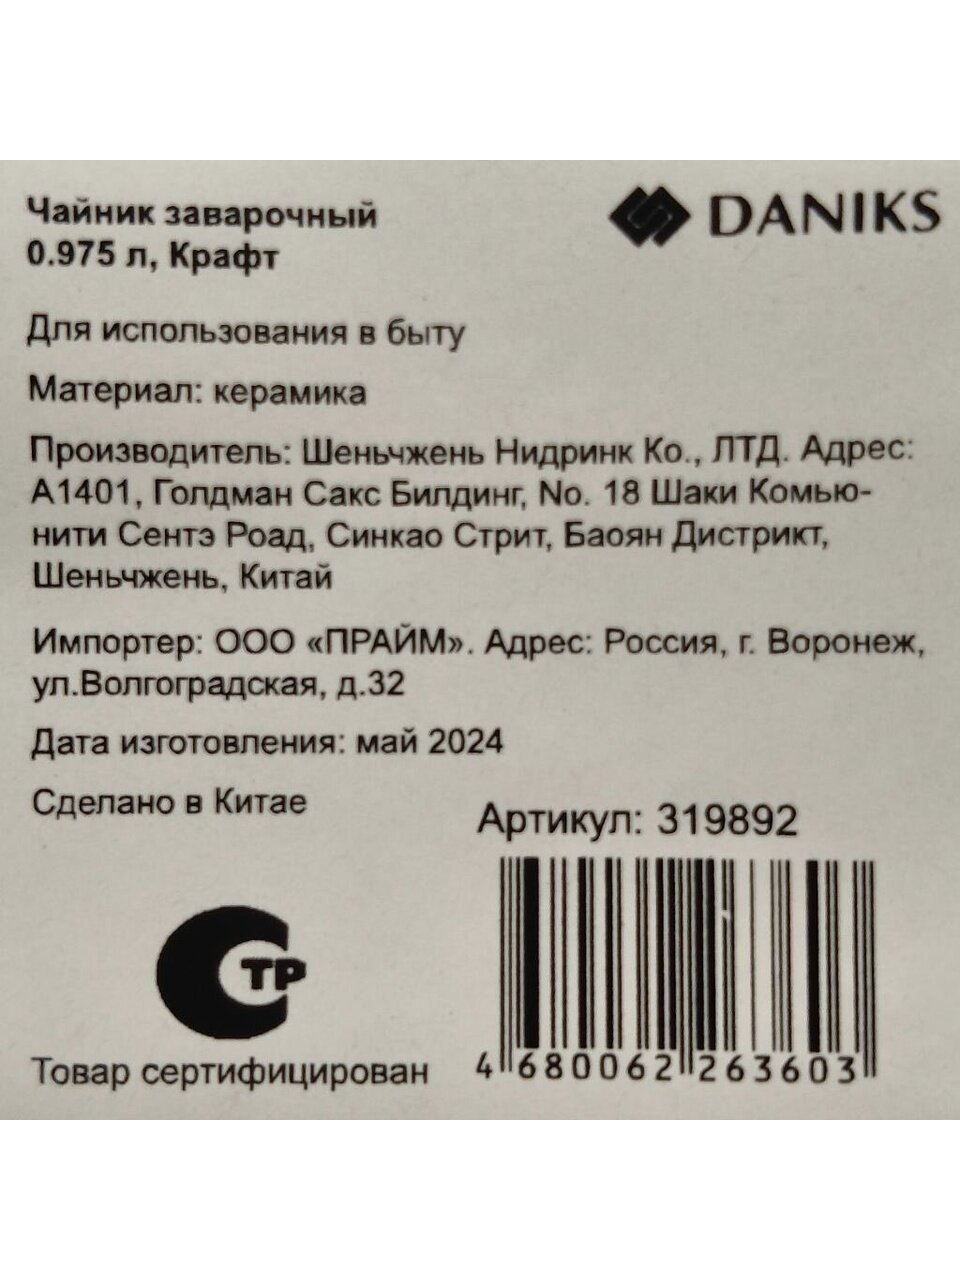 Чайник заварочный
0.975 л, Крафт
DANIKS
Для использования в быту
Материал: керамика
Производитель: Шеньчжень Нидринк Ко., ЛТД. Адрес:
А1401, Голдман Сакс Билдинг, No. 18 Шаки Комью-
нити Сентэ Роад, Синкао Стрит, Баоян Дистрикт,
Шеньчжень, Китай
Импортер: ООО «ПРАЙМ». Адрес: Россия, г. Воронеж,
ул.Волгоградская, д.32
Дата изготовления: май 2024
Сделано в Китае
Артикул: 319892
ТР
Товар сертифицирован
4 680062 263603